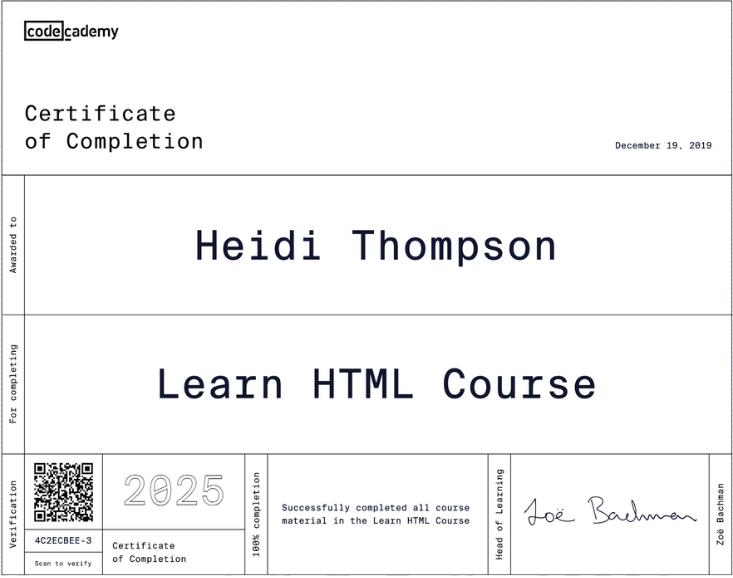 codecademy
Certificate
of Completion
December 19, 2019
Awarded to
Heidi Thompson
For completing
Learn HTML Course
Verification
4C2ECBEE-3
Scan to verify
2025
Certificate
of Completion
100% completion
Successfully completed all course
material in the Learn HTML Course
Head of Learning
Zoë Bachman
Zoë Bachman